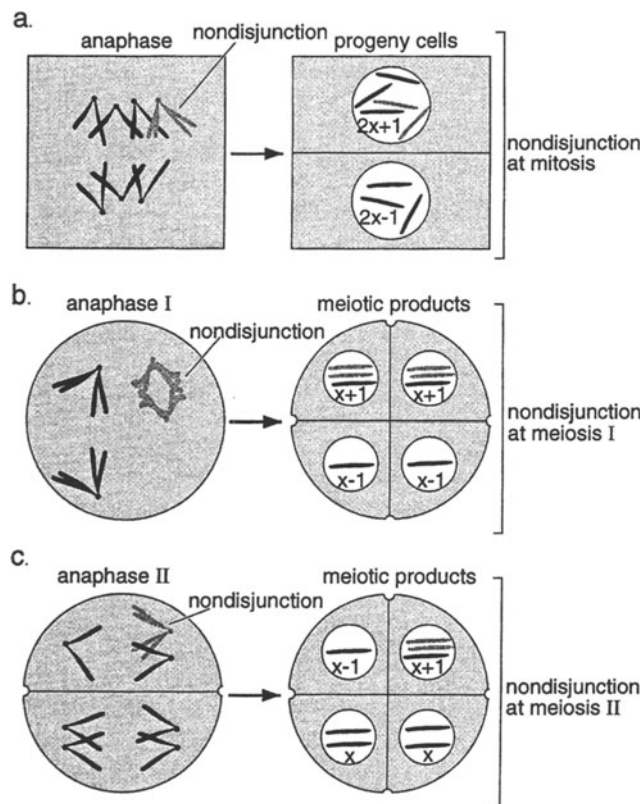 a.
anaphase
nondisjunction
progeny cells
2x+1
2x-1
nondisjunction
at mitosis
b.
anaphase I
nondisjunction
meiotic products
x+1
x+1
x-1
x-1
nondisjunction
at meiosis I
c.
anaphase II
nondisjunction
meiotic products
x-1
x+1
x
x
nondisjunction
at meiosis II